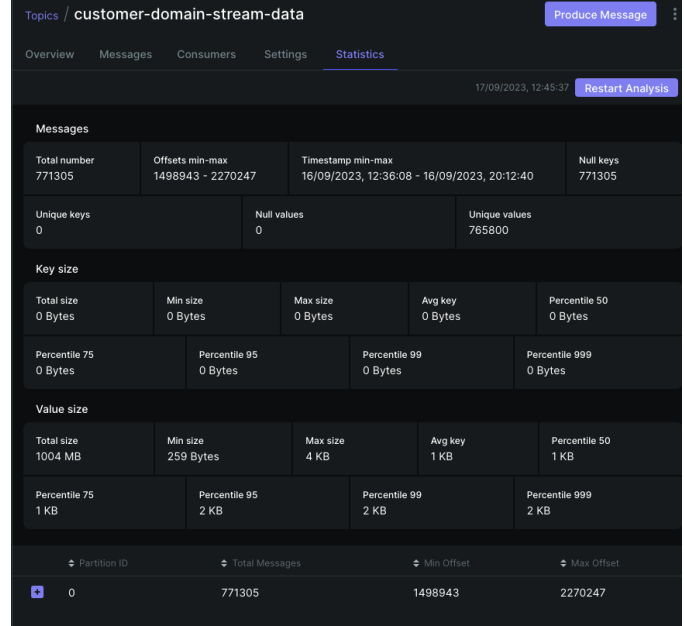 Topics / customer-domain-stream-data
Produce Message
Overview Messages Consumers Settings Statistics
17/09/2023, 12:45:37 Restart Analysis
Messages
Total number Offsets min-max Timestamp min-max Null keys
771305 1498943 - 2270247 16/09/2023, 12:36:08 - 16/09/2023, 20:12:40 771305
Unique keys Null values Unique values
0 0 765800
Key size
Total size Min size Max size Avg key Percentile 50
0 Bytes 0 Bytes 0 Bytes 0 Bytes 0 Bytes
Percentile 75 Percentile 95 Percentile 99 Percentile 999
0 Bytes 0 Bytes 0 Bytes 0 Bytes
Value size
Total size Min size Max size Avg key Percentile 50
1004 MB 259 Bytes 4 KB 1 KB 1 KB
Percentile 75 Percentile 95 Percentile 99 Percentile 999
1 KB 2 KB 2 KB 2 KB
Partition ID Total Messages Min Offset Max Offset
0 771305 1498943 2270247